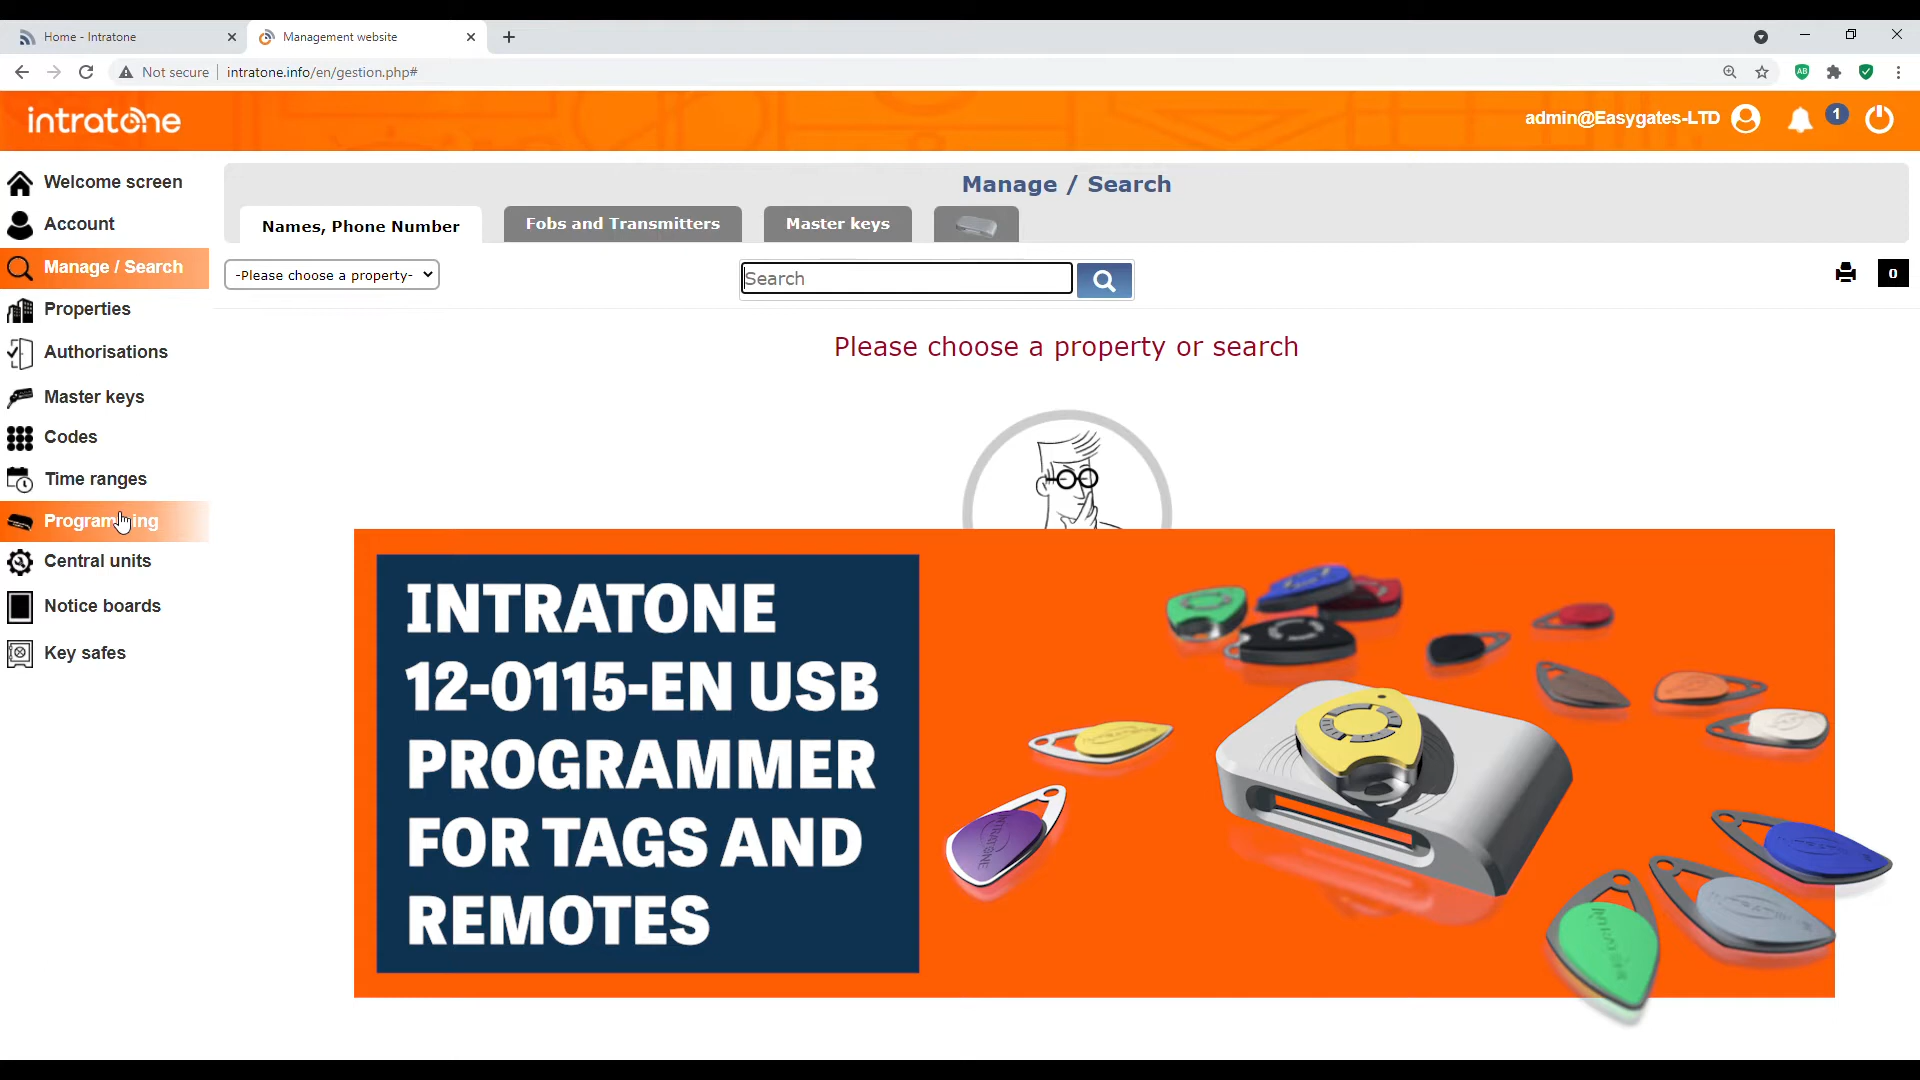 Home - Intratone
Management website
Not secure
intratone.info/en/gestion.php#
intratone
admin@Easygates-LTD
1
Welcome screen
Account
Manage / Search
Properties
Authorisations
Master keys
Codes
Time ranges
Programming
Central units
Notice boards
Key safes
Manage / Search
Names, Phone Number
Fobs and Transmitters
Master keys
-Please choose a property-
Search
0
Please choose a property or search
INTRATONE
12-0115-EN USB
PROGRAMMER
FOR TAGS AND
REMOTES